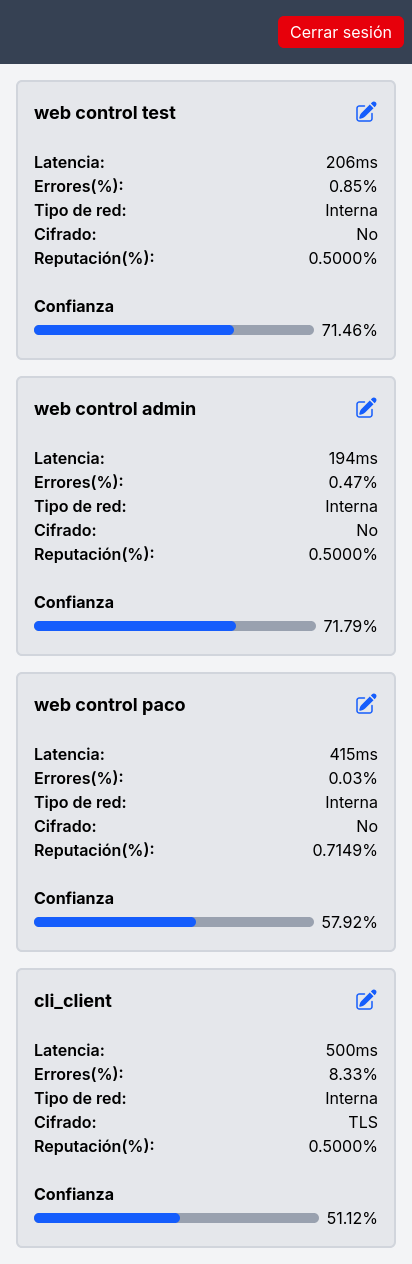 Cerrar sesión
web control test
Latencia: 206ms
Errores(%): 0.85%
Tipo de red: Interna
Cifrado: No
Reputación(%): 0.5000%
Confianza
71.46%
web control admin
Latencia: 194ms
Errores(%): 0.47%
Tipo de red: Interna
Cifrado: No
Reputación(%): 0.5000%
Confianza
71.79%
web control paco
Latencia: 415ms
Errores(%): 0.03%
Tipo de red: Interna
Cifrado: No
Reputación(%): 0.7149%
Confianza
57.92%
cli_client
Latencia: 500ms
Errores(%): 8.33%
Tipo de red: Interna
Cifrado: TLS
Reputación(%): 0.5000%
Confianza
51.12%